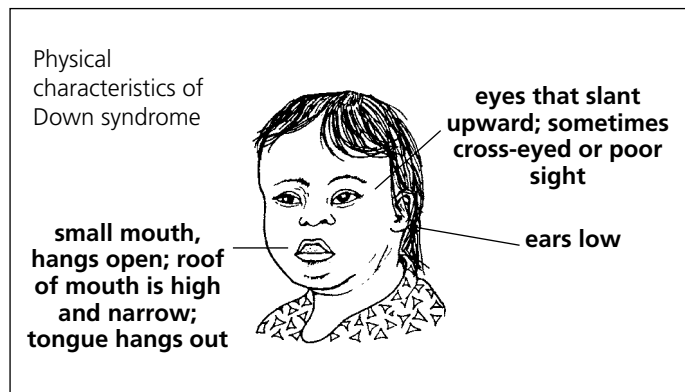 Physical
characteristics of
Down syndrome
eyes that slant
upward; sometimes
cross-eyed or poor
sight
ears low
small mouth,
hangs open; roof
of mouth is high
and narrow;
tongue hangs out